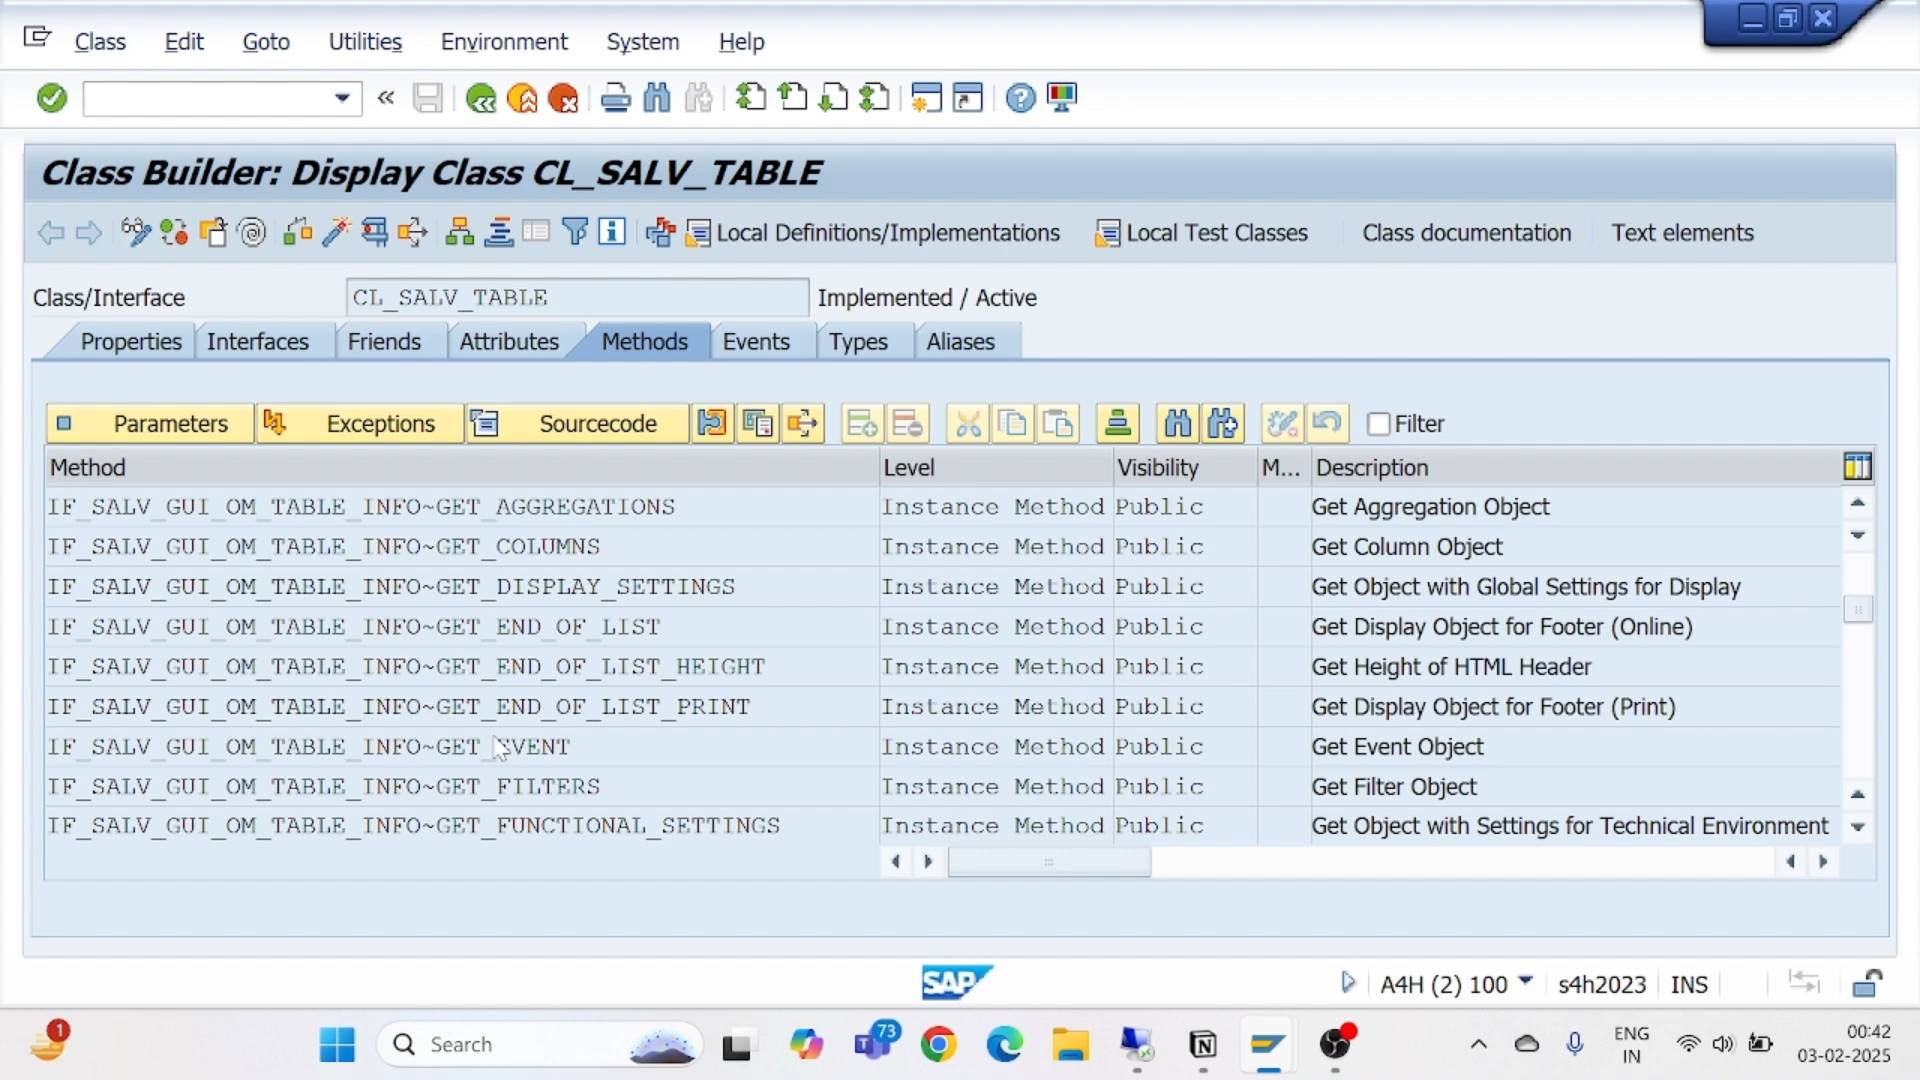 Class Edit Goto Utilities Environment System Help
Class Builder: Display Class CL_SALV_TABLE
Local Definitions/Implementations Local Test Classes Class documentation Text elements
Class/Interface CL_SALV_TABLE Implemented / Active
Properties Interfaces Friends Attributes Methods Events Types Aliases
Parameters Exceptions Sourcecode Filter
Method Level Visibility M... Description
IF_SALV_GUI_OM_TABLE_INFO~GET_AGGREGATIONS Instance Method Public Get Aggregation Object
IF_SALV_GUI_OM_TABLE_INFO~GET_COLUMNS Instance Method Public Get Column Object
IF_SALV_GUI_OM_TABLE_INFO~GET_DISPLAY_SETTINGS Instance Method Public Get Object with Global Settings for Display
IF_SALV_GUI_OM_TABLE_INFO~GET_END_OF_LIST Instance Method Public Get Display Object for Footer (Online)
IF_SALV_GUI_OM_TABLE_INFO~GET_END_OF_LIST_HEIGHT Instance Method Public Get Height of HTML Header
IF_SALV_GUI_OM_TABLE_INFO~GET_END_OF_LIST_PRINT Instance Method Public Get Display Object for Footer (Print)
IF_SALV_GUI_OM_TABLE_INFO~GET_EVENT Instance Method Public Get Event Object
IF_SALV_GUI_OM_TABLE_INFO~GET_FILTERS Instance Method Public Get Filter Object
IF_SALV_GUI_OM_TABLE_INFO~GET_FUNCTIONAL_SETTINGS Instance Method Public Get Object with Settings for Technical Environment
SAP A4H (2) 100 s4h2023 INS
1 Search 73 ENG 00:42
IN 03-02-2025